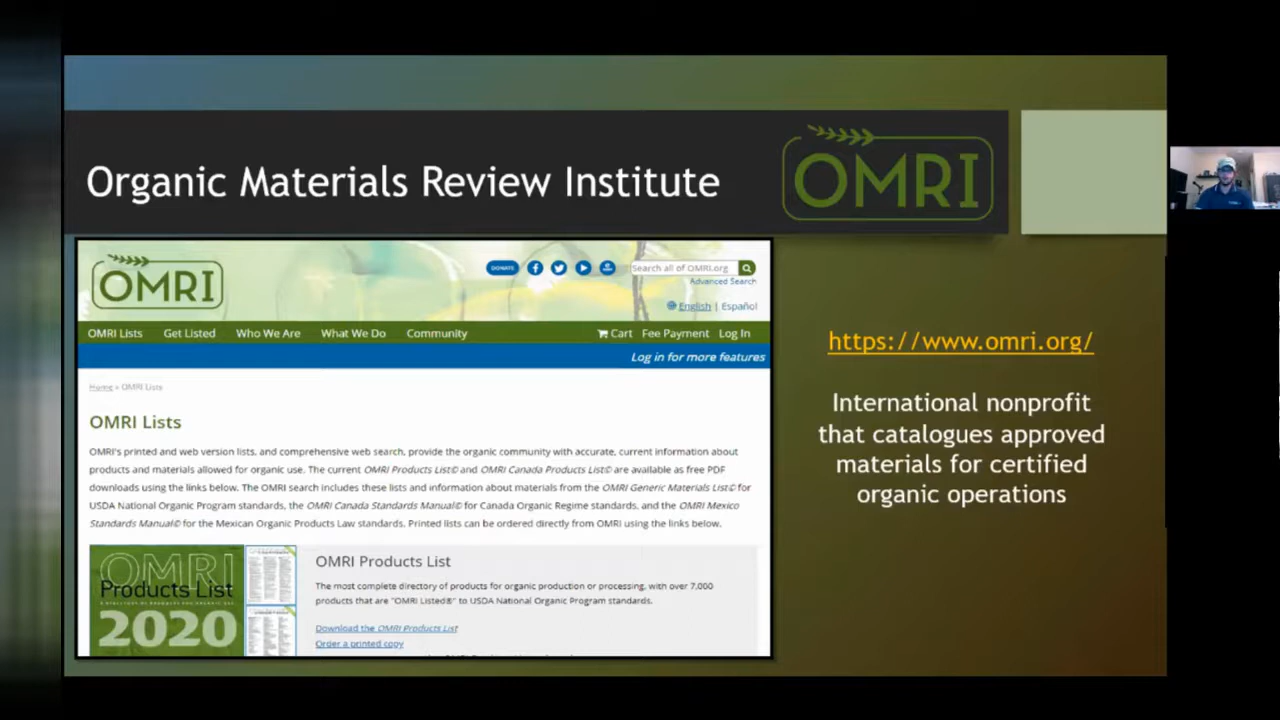 Organic Materials Review Institute
OMRI
OMRI
DONATE
Search all of OMRI.org
Advanced Search
English | Español
OMRI Lists Get Listed Who We Are What We Do Community Cart Fee Payment Log In
Log in for more features
Home » OMRI Lists
OMRI Lists
OMRI's printed and web version lists, and comprehensive web search, provide the organic community with accurate, current information about
products and materials allowed for organic use. The current OMRI Products List© and OMRI Canada Products List© are available as free PDF
downloads using the links below. The OMRI search includes these lists and information about materials from the OMRI Generic Materials List© for
USDA National Organic Program standards, the OMRI Canada Standards Manual© for Canada Organic Regime standards, and the OMRI Mexico
Standards Manual© for the Mexican Organic Products Law standards. Printed lists can be ordered directly from OMRI using the links below.
OMRI
Products List
2020
OMRI Products List
The most complete directory of products for organic production or processing, with over 7,000
products that are "OMRI Listed®" to USDA National Organic Program standards.
Download the OMRI Products List
Order a printed copy
https://www.omri.org/
International nonprofit
that catalogues approved
materials for certified
organic operations